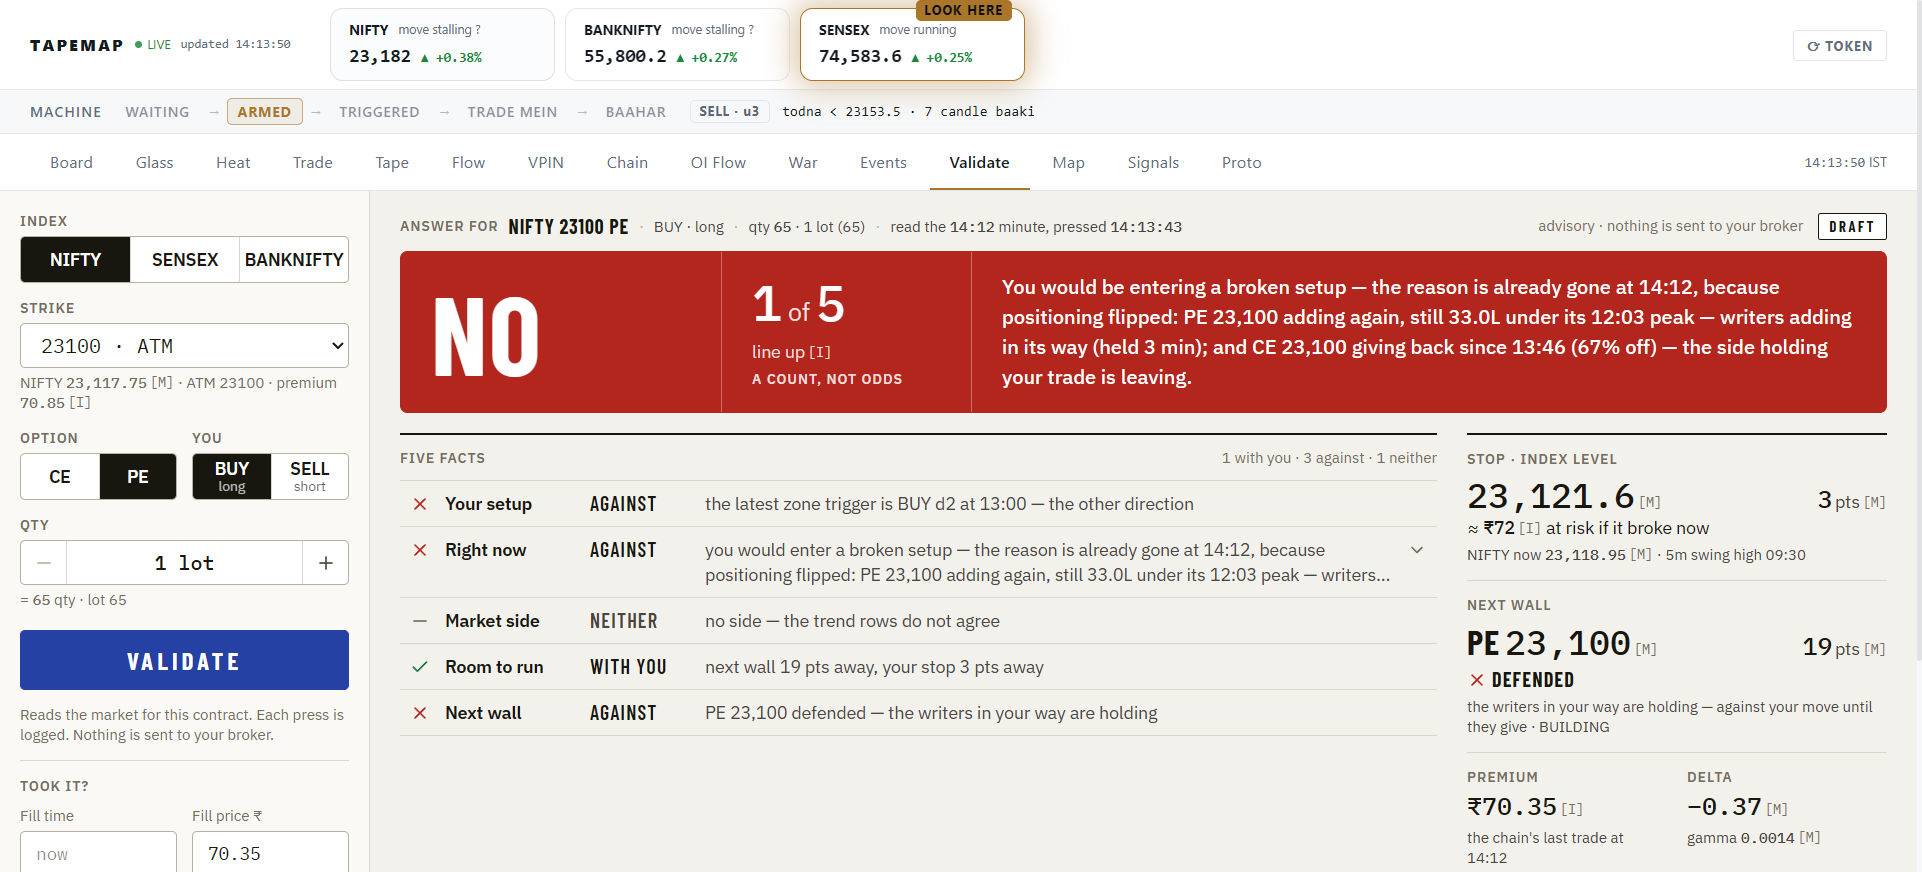 TAPEMAP
LIVE updated 14:13:50
NIFTY move stalling ?
23,182 ▲ +0.38%
BANKNIFTY move stalling ?
55,800.2 ▲ +0.27%
LOOK HERE
SENSEX move running
74,583.6 ▲ +0.25%
⟳ TOKEN
MACHINE WAITING → ARMED → TRIGGERED → TRADE MEIN → BAAHAR SELL · u3 todna < 23153.5 · 7 candle baaki
Board Glass Heat Trade Tape Flow VPIN Chain OI Flow War Events Validate Map Signals Proto 14:13:50 IST
INDEX
NIFTY SENSEX BANKNIFTY
STRIKE
23100 · ATM
NIFTY 23,117.75 [M] · ATM 23100 · premium
70.85 [I]
OPTION YOU
CE PE BUY long SELL short
QTY
− 1 lot +
= 65 qty · lot 65
VALIDATE
Reads the market for this contract. Each press is
logged. Nothing is sent to your broker.
TOOK IT?
Fill time Fill price ₹
now 70.35
ANSWER FOR NIFTY 23100 PE · BUY · long · qty 65 · 1 lot (65) · read the 14:12 minute, pressed 14:13:43
advisory · nothing is sent to your broker DRAFT
NO
1 of 5
line up [I]
A COUNT, NOT ODDS
You would be entering a broken setup — the reason is already gone at 14:12, because
positioning flipped: PE 23,100 adding again, still 33.0L under its 12:03 peak — writers adding
in its way (held 3 min); and CE 23,100 giving back since 13:46 (67% off) — the side holding
your trade is leaving.
FIVE FACTS 1 with you · 3 against · 1 neither
✕ Your setup AGAINST the latest zone trigger is BUY d2 at 13:00 — the other direction
✕ Right now AGAINST you would enter a broken setup — the reason is already gone at 14:12, because
positioning flipped: PE 23,100 adding again, still 33.0L under its 12:03 peak — writers...
— Market side NEITHER no side — the trend rows do not agree
✓ Room to run WITH YOU next wall 19 pts away, your stop 3 pts away
✕ Next wall AGAINST PE 23,100 defended — the writers in your way are holding
STOP · INDEX LEVEL
23,121.6 [M] 3 pts [M]
≈ ₹72 [I] at risk if it broke now
NIFTY now 23,118.95 [M] · 5m swing high 09:30
NEXT WALL
PE 23,100 [M] 19 pts [M]
✕ DEFENDED
the writers in your way are holding — against your move until
they give · BUILDING
PREMIUM DELTA
₹70.35 [I] −0.37 [M]
the chain's last trade at gamma 0.0014 [M]
14:12